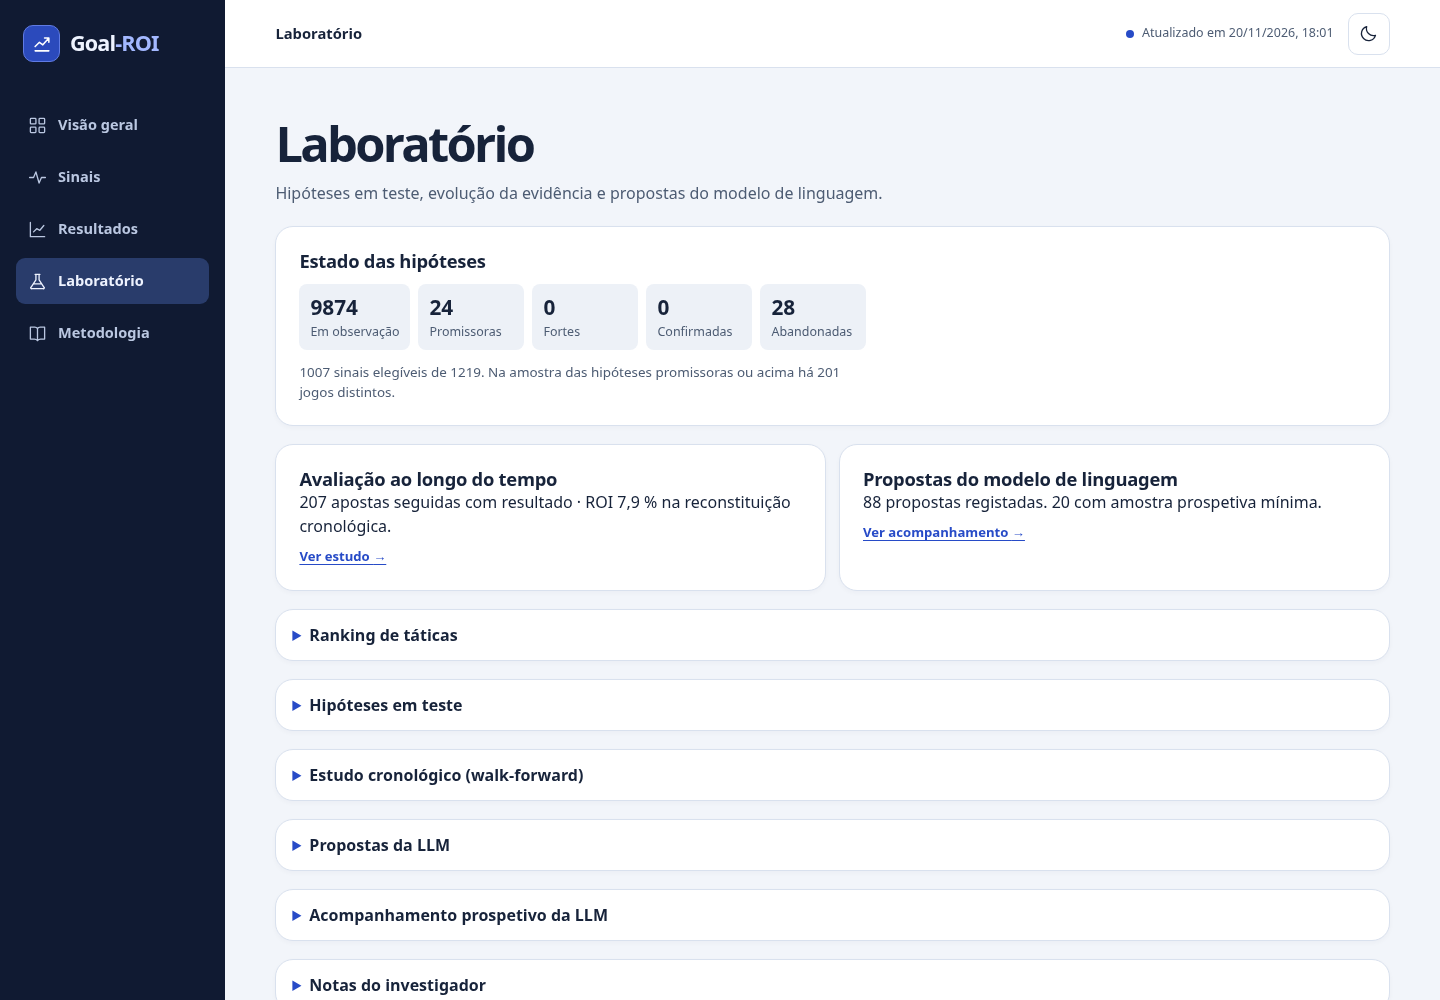 Goal-ROI
Visão geral
Sinais
Resultados
Laboratório
Metodologia
Laboratório
Atualizado em 20/11/2026, 18:01
Laboratório
Hipóteses em teste, evolução da evidência e propostas do modelo de linguagem.
Estado das hipóteses
9874
Em observação
24
Promissoras
0
Fortes
0
Confirmadas
28
Abandonadas
1007 sinais elegíveis de 1219. Na amostra das hipóteses promissoras ou acima há 201
jogos distintos.
Avaliação ao longo do tempo
207 apostas seguidas com resultado · ROI 7,9 % na reconstituição
cronológica.
Ver estudo →
Propostas do modelo de linguagem
88 propostas registadas. 20 com amostra prospetiva mínima.
Ver acompanhamento →
Ranking de táticas
Hipóteses em teste
Estudo cronológico (walk-forward)
Propostas da LLM
Acompanhamento prospetivo da LLM
Notas do investigador